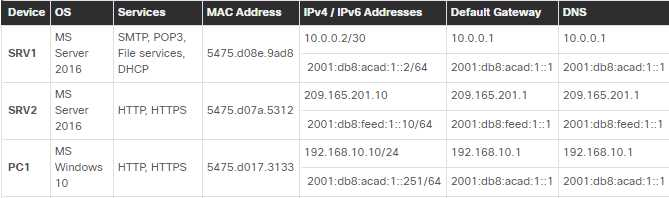 Device OS Services MAC Address IPv4 / IPv6 Addresses Default Gateway DNS
SRV1 MS Server 2016 SMTP, POP3, File services, DHCP 5475.d08e.9ad8 10.0.0.2/30 10.0.0.1 10.0.0.1
2001:db8:acad:1::2/64 2001:db8:acad:1::1 2001:db8:acad:1::1
SRV2 MS Server 2016 HTTP, HTTPS 5475.d07a.5312 209.165.201.10 209.165.201.1 209.165.201.1
2001:db8:feed:1::10/64 2001:db8:feed:1::1 2001:db8:feed:1::1
PC1 MS Windows 10 HTTP, HTTPS 5475.d017.3133 192.168.10.10/24 192.168.10.1 192.168.10.1
2001:db8:acad:1::251/64 2001:db8:acad:1::1 2001:db8:acad:1::1